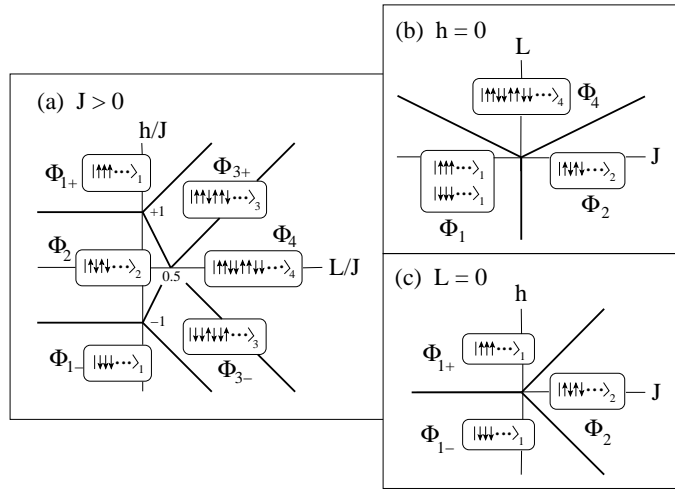 (a) J > 0
h/J
Φ1+
|↑↑↑···⟩1
+1
Φ3+
|↑↑↓↑↑↓···⟩3
Φ2
|↑↓↑↓···⟩2
0.5
Φ4
|↑↑↓↓↑↑↓↓···⟩4
L/J
−1
Φ1−
|↓↓↓···⟩1
|↓↓↑↓↓↑···⟩3
Φ3−
(b) h = 0
L
|↑↑↓↓↑↑↓↓···⟩4
Φ4
|↑↑↑···⟩1
|↓↓↓···⟩1
Φ1
|↑↓↑↓···⟩2
J
Φ2
(c) L = 0
h
Φ1+
|↑↑↑···⟩1
|↑↓↑↓···⟩2
J
Φ2
Φ1−
|↓↓↓···⟩1